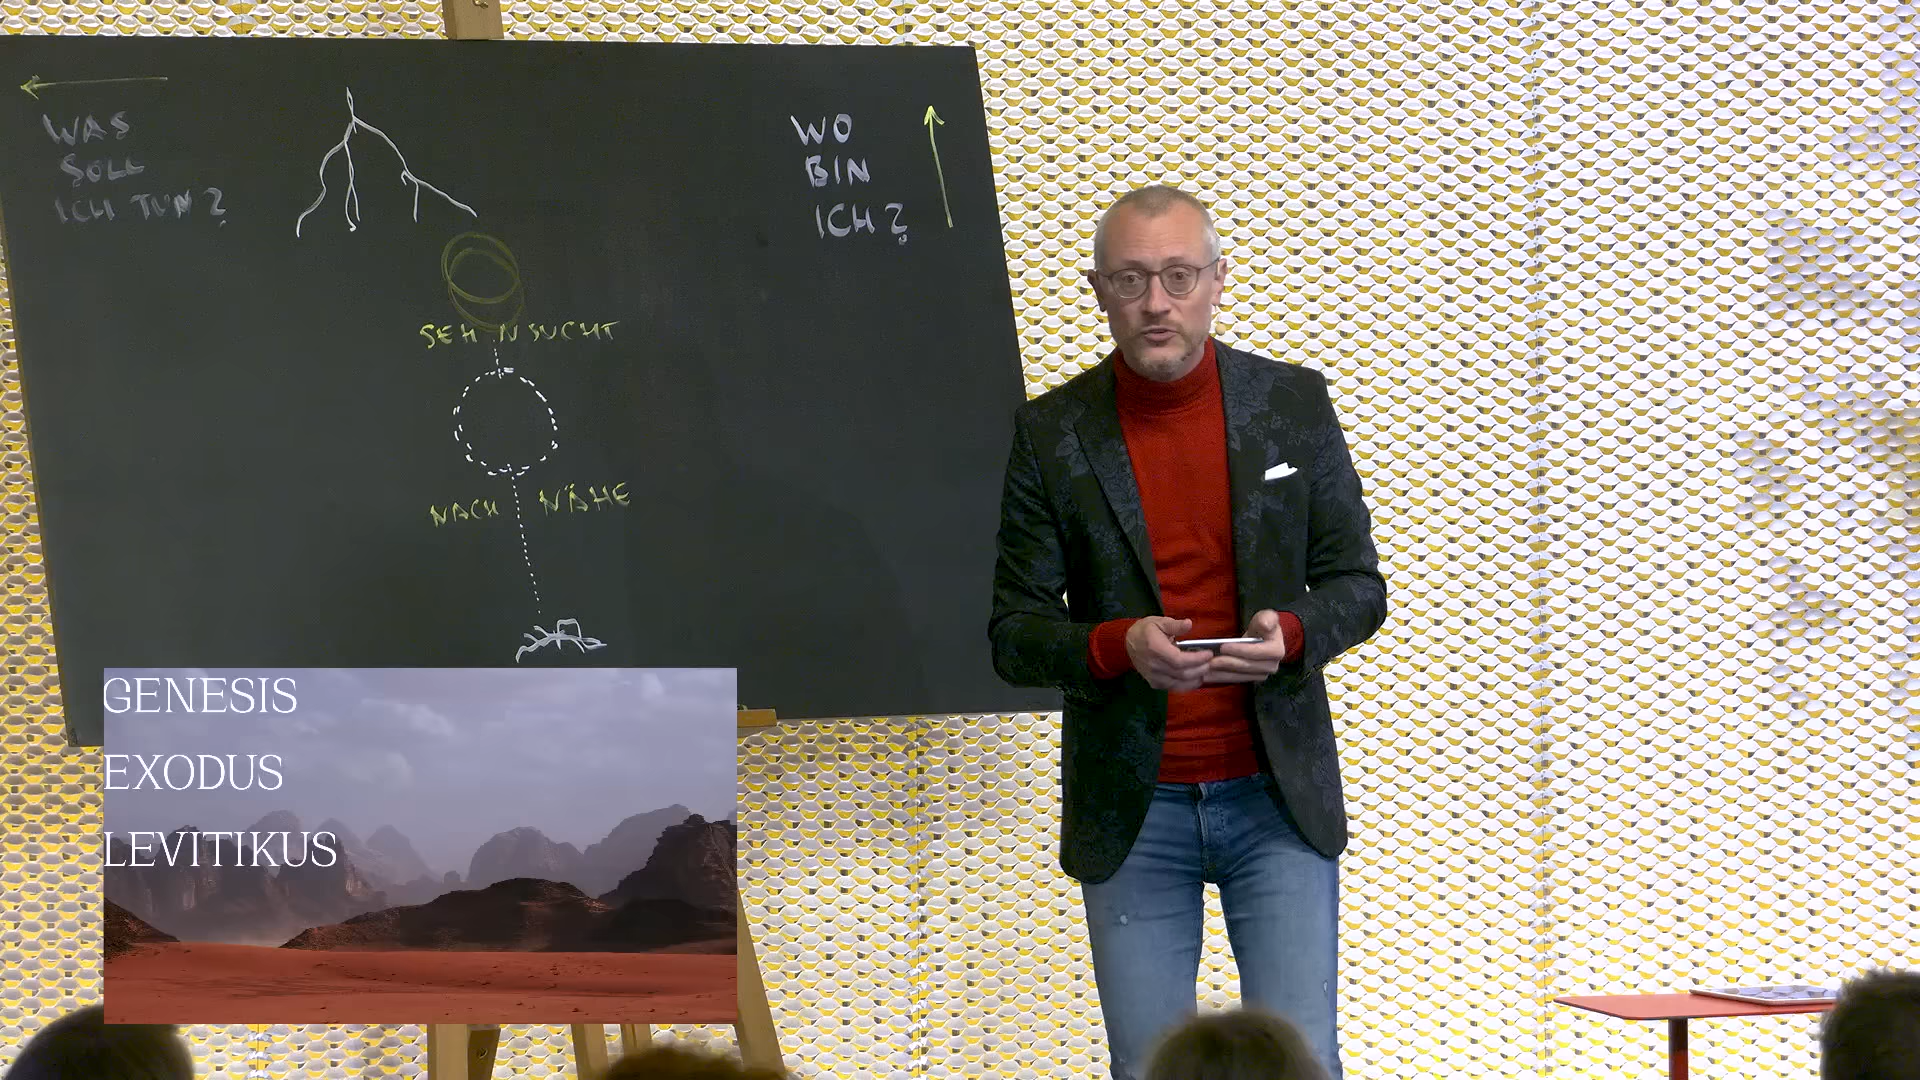 WAS
SOLL
ICH TUN?
WO
BIN
ICH?
SEHNSUCHT
NACH NÄHE
GENESIS
EXODUS
LEVITIKUS